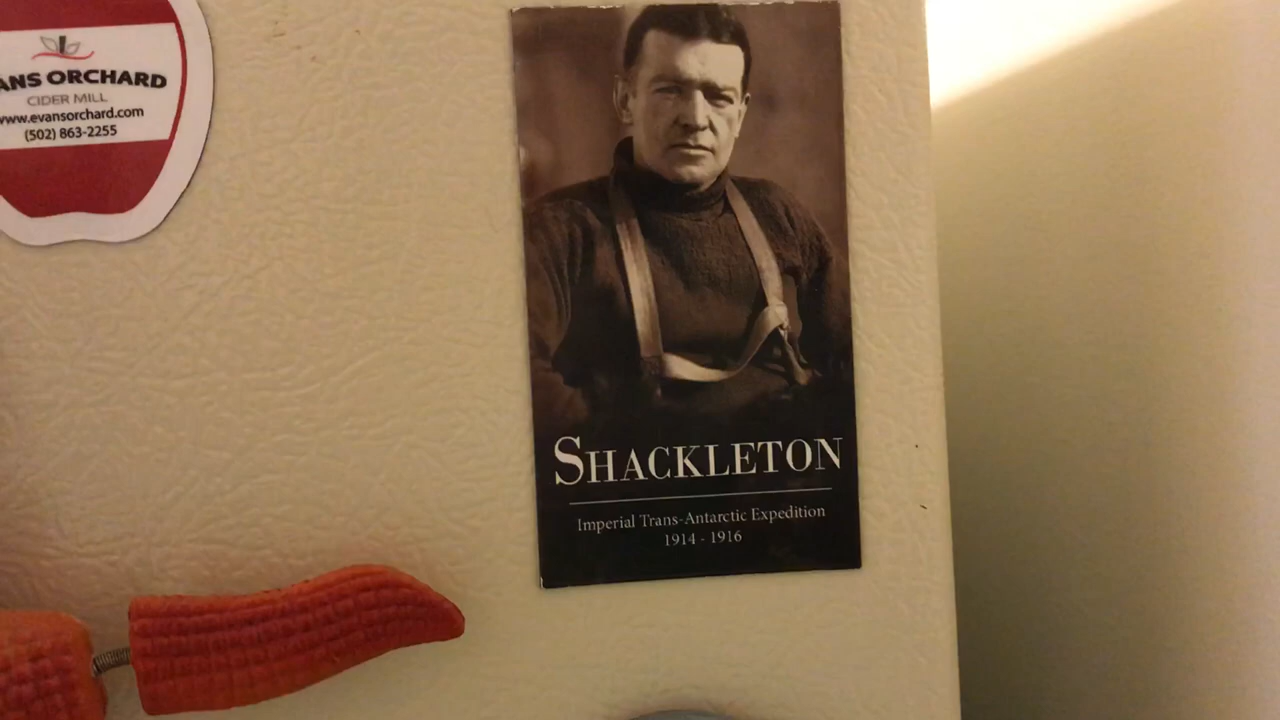 ANS ORCHARD
CIDER MILL
www.evansorchard.com
(502) 863-2255
SHACKLETON
Imperial Trans-Antarctic Expedition
1914 - 1916